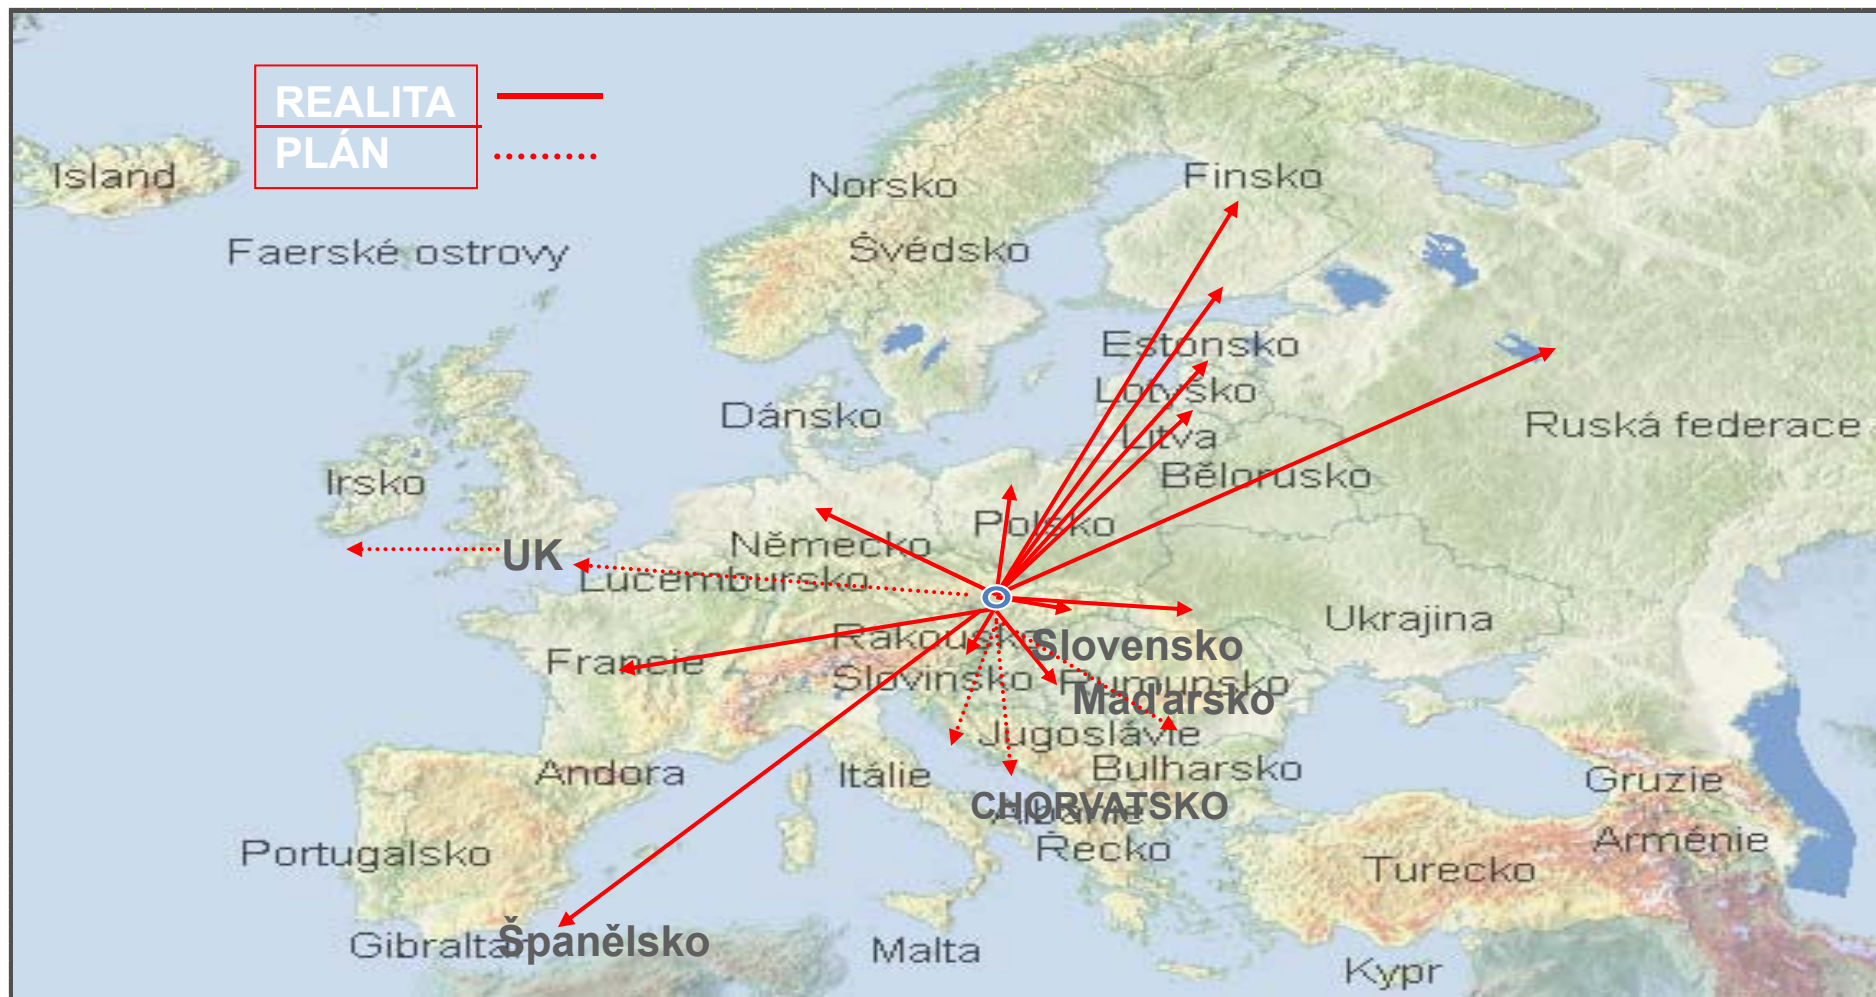 REALITA
PLÁN
Island
Norsko
Finsko
Faerské ostrovy
Švédsko
Estonsko
Lotyško
Dánsko
Litva
Ruská federace
Irsko
Bělorusko
Polsko
Německo
UK
Lucembursko
Ukrajina
Rakousko
Slovensko
Francie
Slovinsko
Rumunsko
Maďarsko
Jugoslávie
Andora
Itálie
Bulharsko
Gruzie
CHORVATSKO
Albánie
Arménie
Portugalsko
Řecko
Turecko
Gibraltar
Španělsko
Malta
Kypr